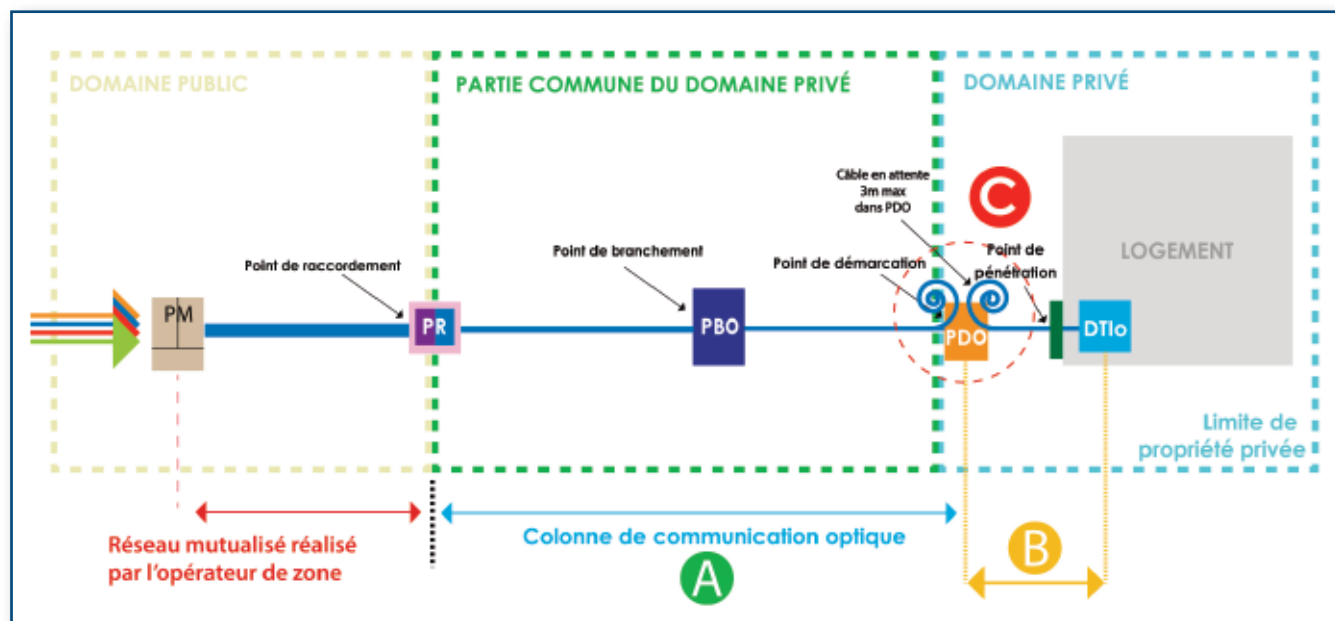 DOMAINE PUBLIC
PARTIE COMMUNE DU DOMAINE PRIVÉ
DOMAINE PRIVÉ
Câble en attente
3m max
dans PDO
C
Point de raccordement
Point de branchement
Point de démarcation
Point de
pénétration
LOGEMENT
PM
PR
PBO
PDO
DTIo
Limite de
propriété privée
Réseau mutualisé réalisé
par l'opérateur de zone
Colonne de communication optique
A
B